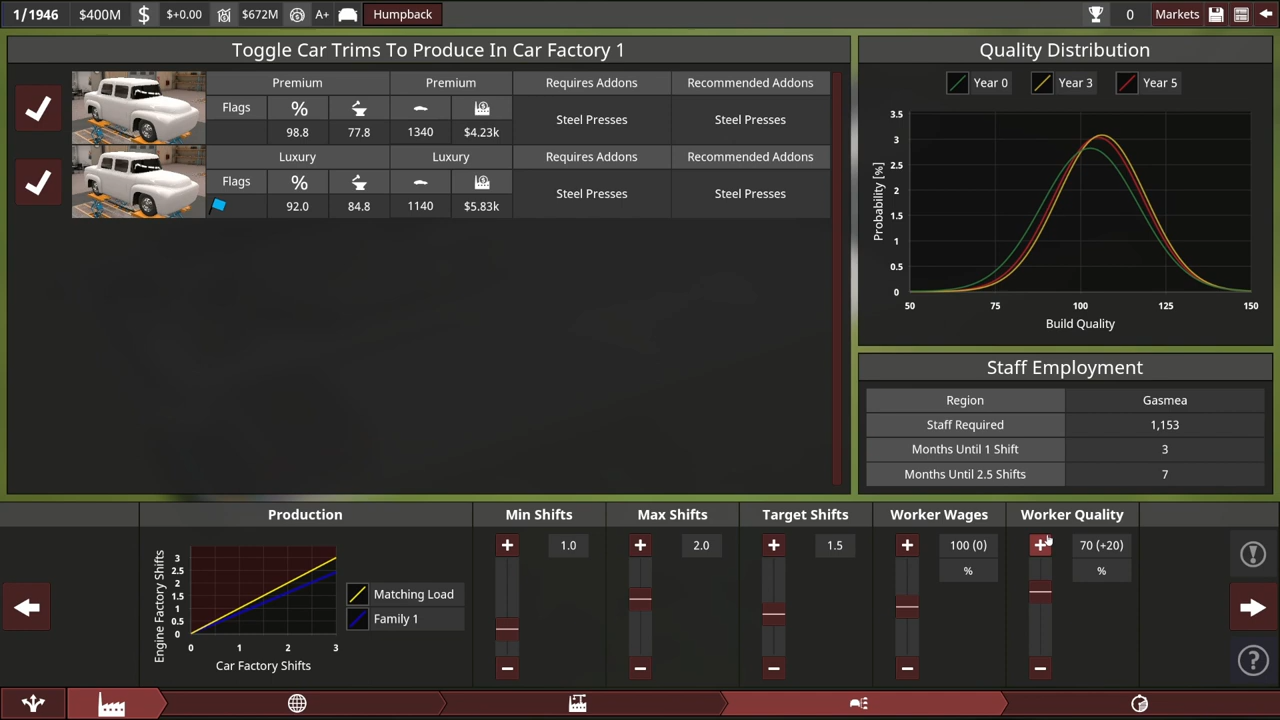 1/1946 $400M $ $+0.00 $672M A+ Humpback 0 Markets
Toggle Car Trims To Produce In Car Factory 1
Premium Premium Requires Addons Recommended Addons
Flags %
98.8 77.8 1340 $4.23k Steel Presses Steel Presses
Luxury Luxury Requires Addons Recommended Addons
Flags %
92.0 84.8 1140 $5.83k Steel Presses Steel Presses
Quality Distribution
Year 0 Year 3 Year 5
Probability [%]
3.5
3
2.5
2
1.5
1
0.5
0
50 75 100 125 150
Build Quality
Staff Employment
Region Gasmea
Staff Required 1,153
Months Until 1 Shift 3
Months Until 2.5 Shifts 7
Production
Engine Factory Shifts
3
2.5
2
1.5
1
0.5
0
0 1 2 3
Car Factory Shifts
Matching Load
Family 1
Min Shifts
+ 1.0
−
Max Shifts
+ 2.0
−
Target Shifts
+ 1.5
−
Worker Wages
+ 100 (0)
%
−
Worker Quality
+ 70 (+20)
%
−
!
?